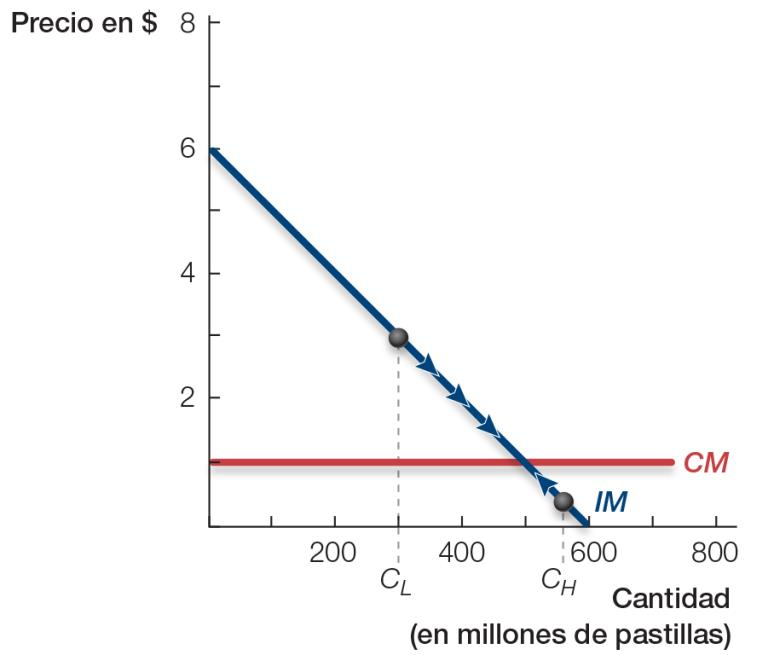 Precio en $
8
6
4
2
CM
IM
200 400 600 800
C_L C_H
Cantidad
(en millones de pastillas)